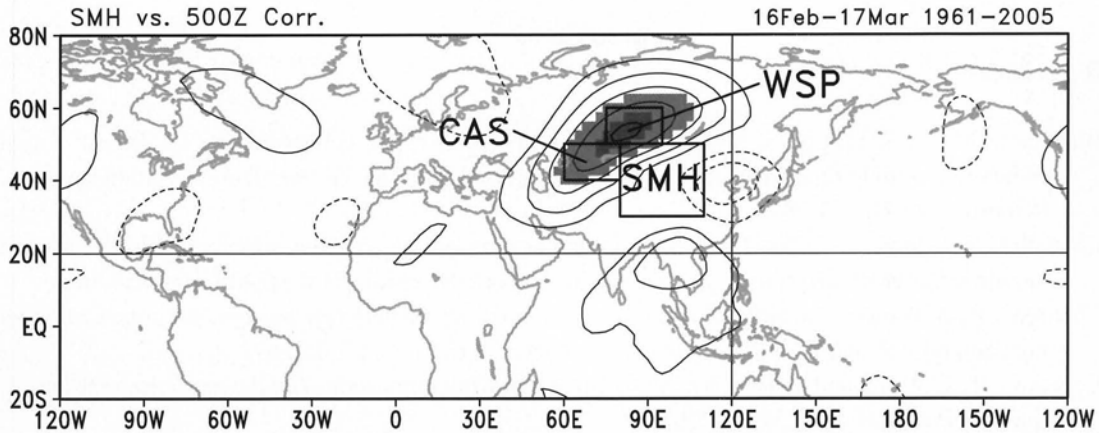 SMH vs. 500Z Corr. 16Feb−17Mar 1961−2005
80N
60N
40N
20N
EQ
20S
WSP
CAS
SMH
120W 90W 60W 30W 0 30E 60E 90E 120E 150E 180 150W 120W